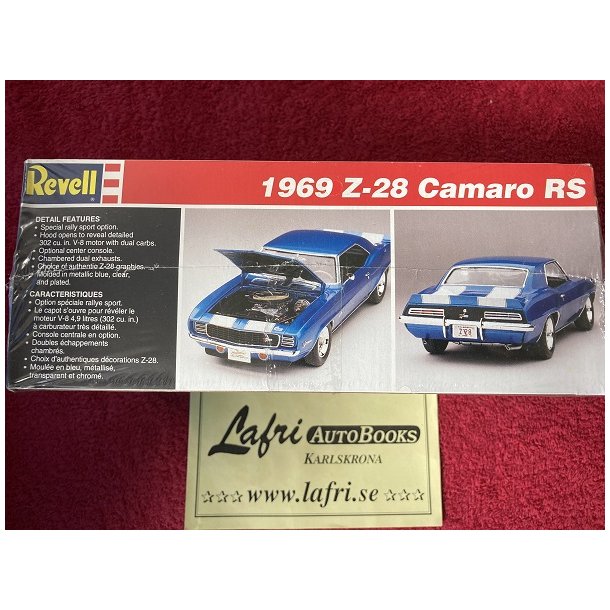 Revell
®
1969 Z-28 Camaro RS
DETAIL FEATURES
• Special rally sport option.
• Hood opens to reveal detailed
302 cu. in. V-8 motor with dual carbs.
• Optional center console.
• Chambered dual exhausts.
• Choice of authentic Z-28 graphics.
• Molded in metallic blue, clear,
and plated.
CARACTERISTIQUES
• Option spéciale rallye sport.
• Le capot s'ouvre pour révéler le
moteur V-8 4,9 litres (302 cu. in.)
à carburateur très détaillé.
• Console centrale en option.
• Doubles échappements
chambrés.
• Choix d'authentiques décorations Z-28.
• Moulée en bleu, métallisé,
transparent et chromé.
Lafri AUTOBOOKS
KARLSKRONA
☆☆☆ www.lafri.se ☆☆☆